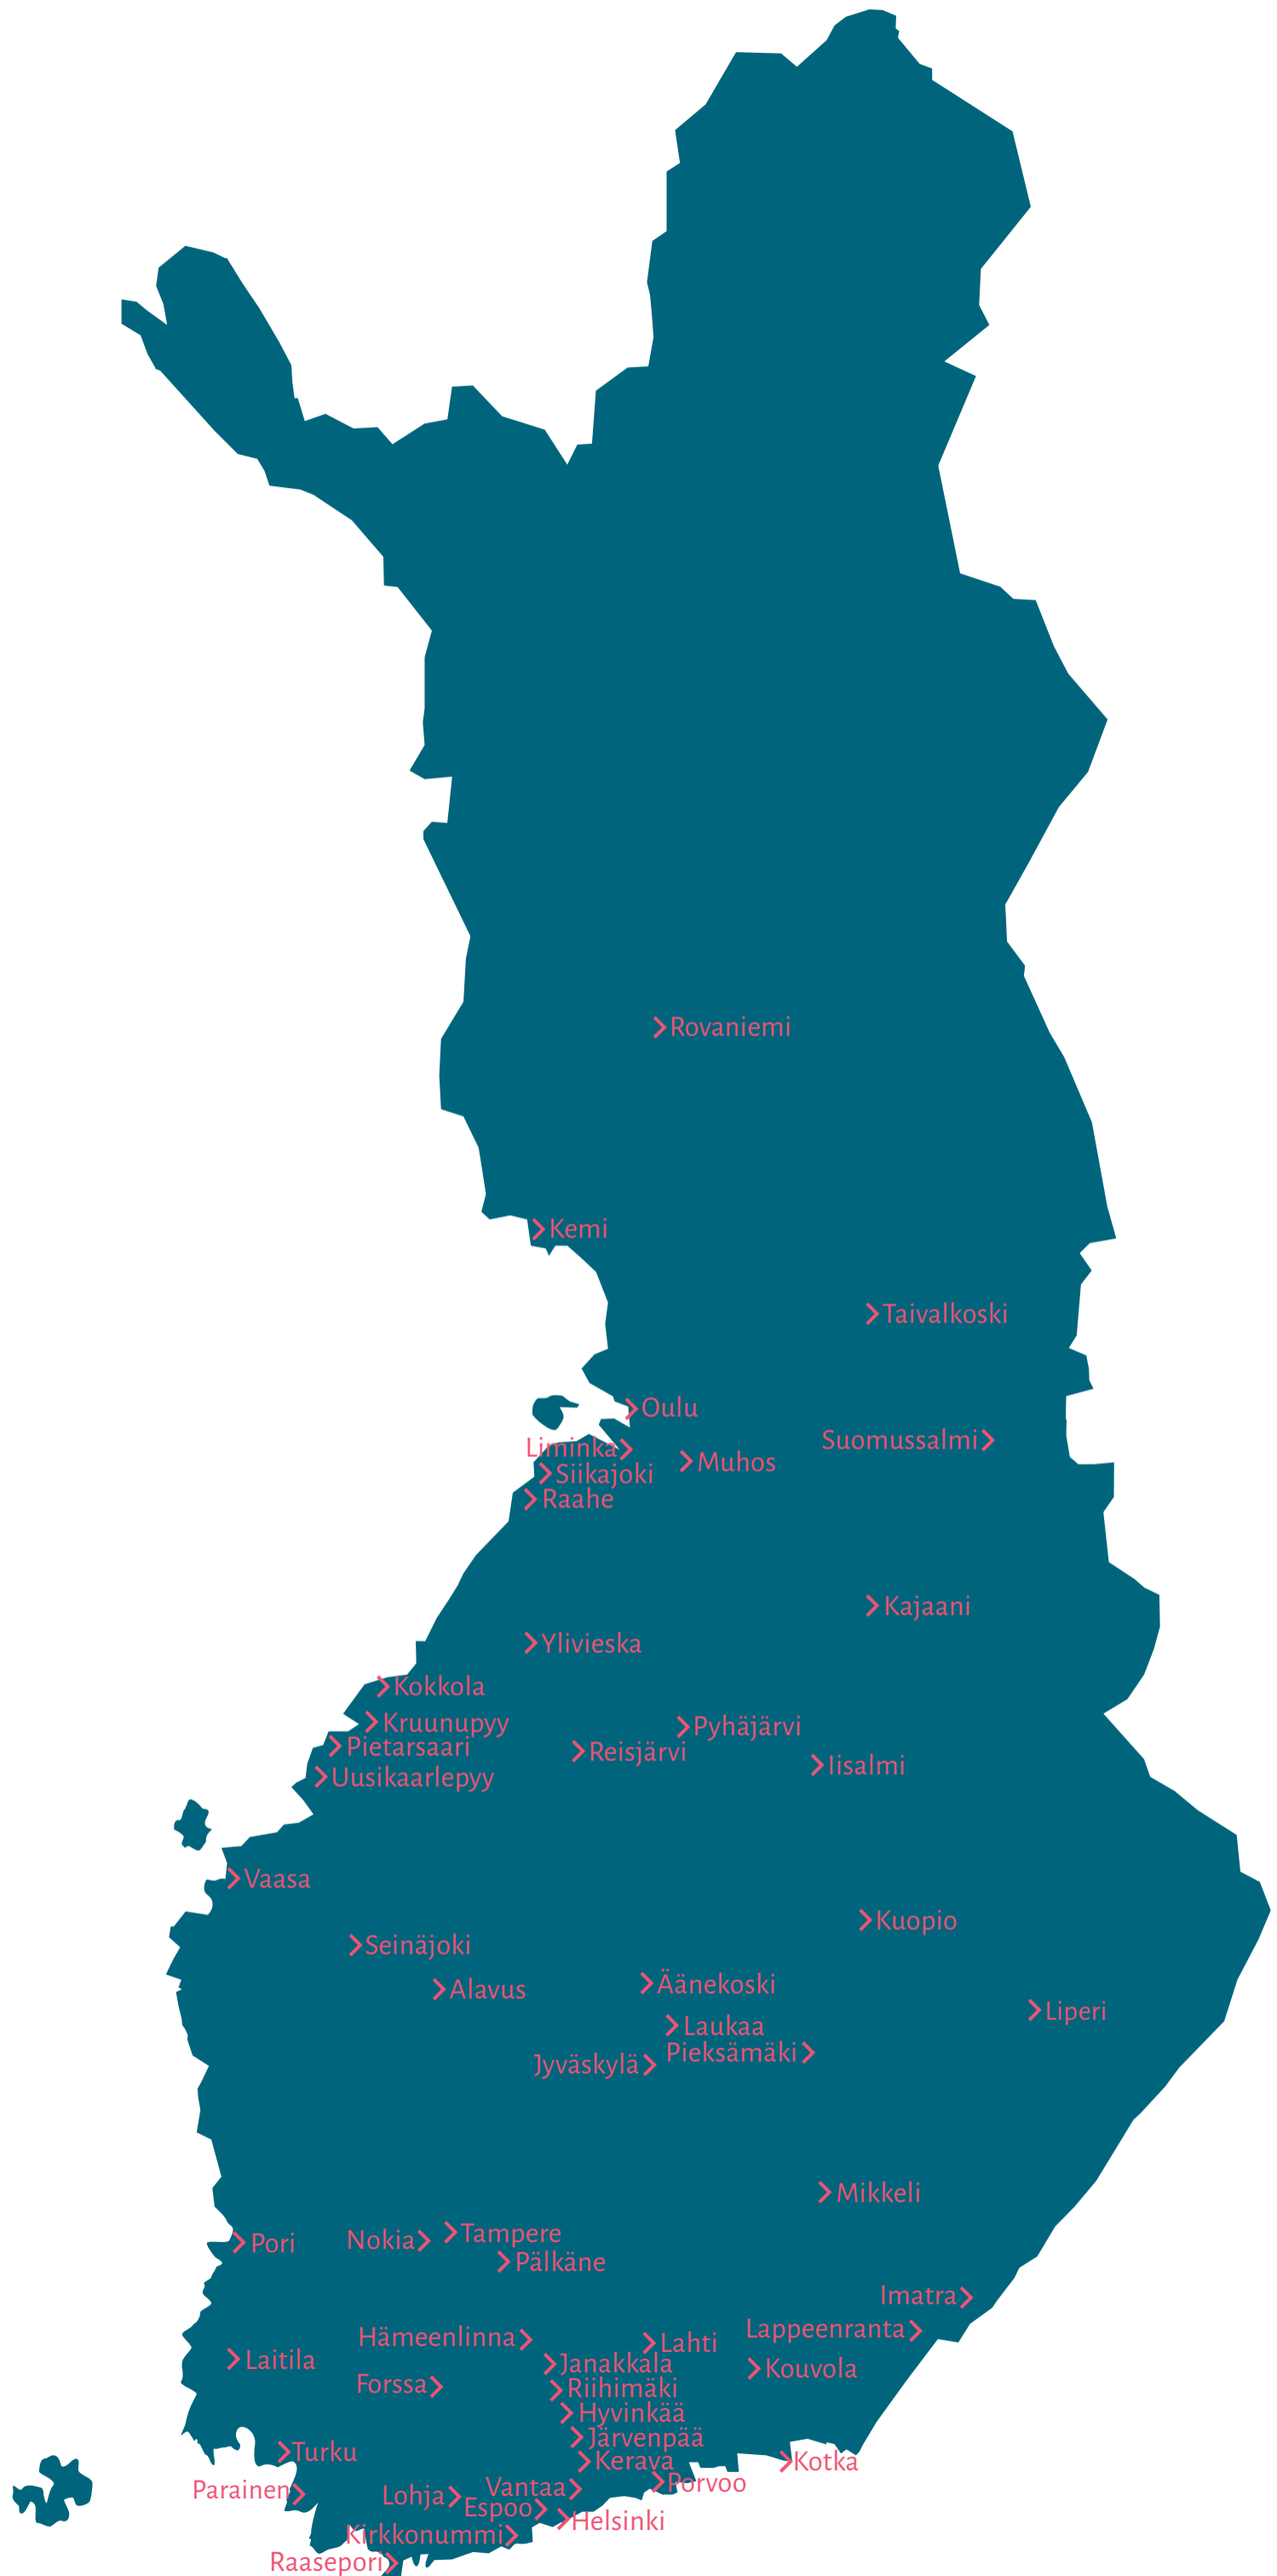 Rovaniemi
Kemi
Taivalkoski
Oulu
Suomussalmi
Liminka
Muhos
Siikajoki
Raahe
Kajaani
Ylivieska
Kokkola
Kruunupyy
Pyhäjärvi
Pietarsaari
Reisjärvi
Iisalmi
Uusikaarlepyy
Vaasa
Kuopio
Seinäjoki
Äänekoski
Alavus
Liperi
Laukaa
Pieksämäki
Jyväskylä
Mikkeli
Tampere
Nokia
Pori
Pälkäne
Imatra
Lappeenranta
Hämeenlinna
Lahti
Laitila
Janakkala
Kouvola
Forssa
Riihimäki
Hyvinkää
Järvenpää
Turku
Kerava
Kotka
Porvoo
Vantaa
Parainen
Lohja
Espoo
Helsinki
Kirkkonummi
Raasepori